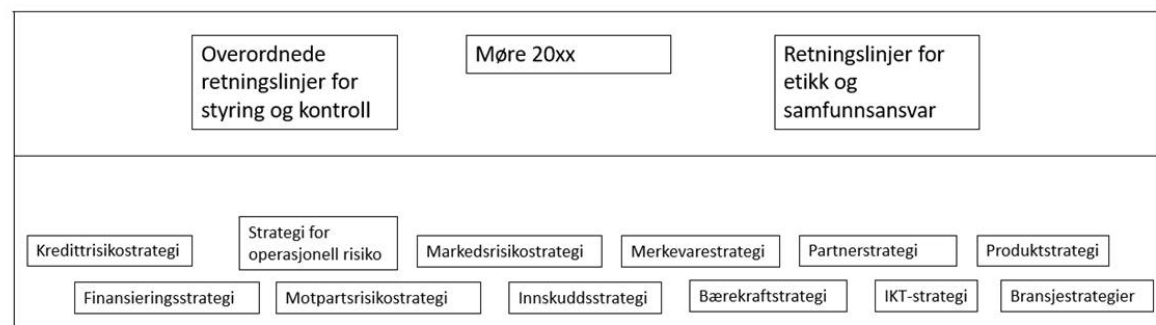 Overordnede
retningslinjer for
styring og kontroll
Møre 20xx
Retningslinjer for
etikk og
samfunnsansvar
Kredittrisikostrategi
Strategi for
operasjonell risiko
Markedsrisikostrategi
Merkevarestrategi
Partnerstrategi
Produktstrategi
Finansieringsstrategi
Motpartsrisikostrategi
Innskuddsstrategi
Bærekraftstrategi
IKT-strategi
Bransjestrategier